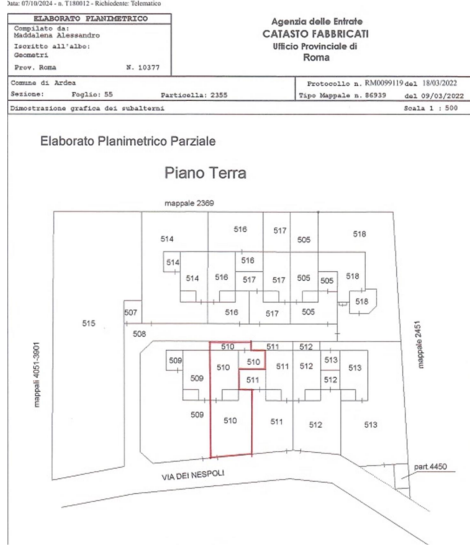 Data: 07/10/2024 - n. T180012 - Richiedente: Telematico
ELABORATO PLANIMETRICO
Compilato da:
Maddalena Alessandro
Iscritto all'albo:
Geometri
Prov. Roma N. 10377
Agenzia delle Entrate
CATASTO FABBRICATI
Ufficio Provinciale di
Roma
Comune di Ardea
Protocollo n. RM0099119 del 18/03/2022
Sezione: Foglio: 55 Particella: 2355
Tipo Mappale n. 86939 del 09/03/2022
Dimostrazione grafica dei subalterni
Scala 1 : 500
Elaborato Planimetrico Parziale
Piano Terra
mappale 2369
514 516 517 505 518
514 516
514 516 517 517 505 505 518
518
507 516 517 505
515 508
510 511 512
509 510 510 511 512 513 513
509 511 512
509 510 511 512 513
mappali 4051-3901
mappale 2451
part.4450
VIA DEI NESPOLI